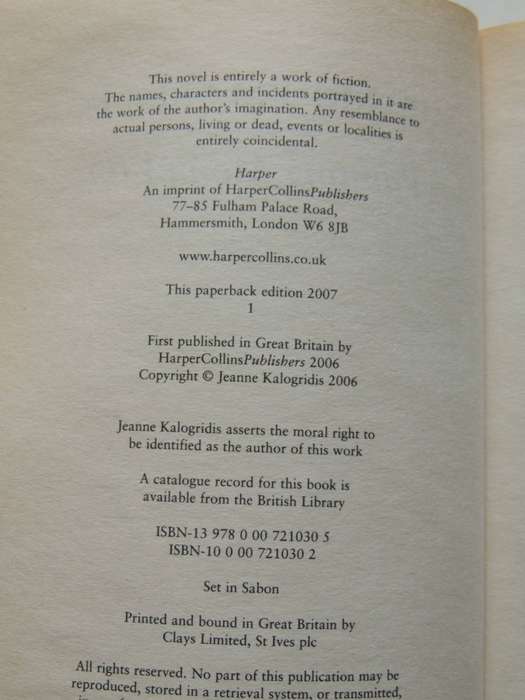 This novel is entirely a work of fiction.
The names, characters and incidents portrayed in it are
the work of the author's imagination. Any resemblance to
actual persons, living or dead, events or localities is
entirely coincidental.
Harper
An imprint of HarperCollinsPublishers
77–85 Fulham Palace Road,
Hammersmith, London W6 8JB
www.harpercollins.co.uk
This paperback edition 2007
1
First published in Great Britain by
HarperCollinsPublishers 2006
Copyright © Jeanne Kalogridis 2006
Jeanne Kalogridis asserts the moral right to
be identified as the author of this work
A catalogue record for this book is
available from the British Library
ISBN-13 978 0 00 721030 5
ISBN-10 0 00 721030 2
Set in Sabon
Printed and bound in Great Britain by
Clays Limited, St Ives plc
All rights reserved. No part of this publication may be
reproduced, stored in a retrieval system, or transmitted,